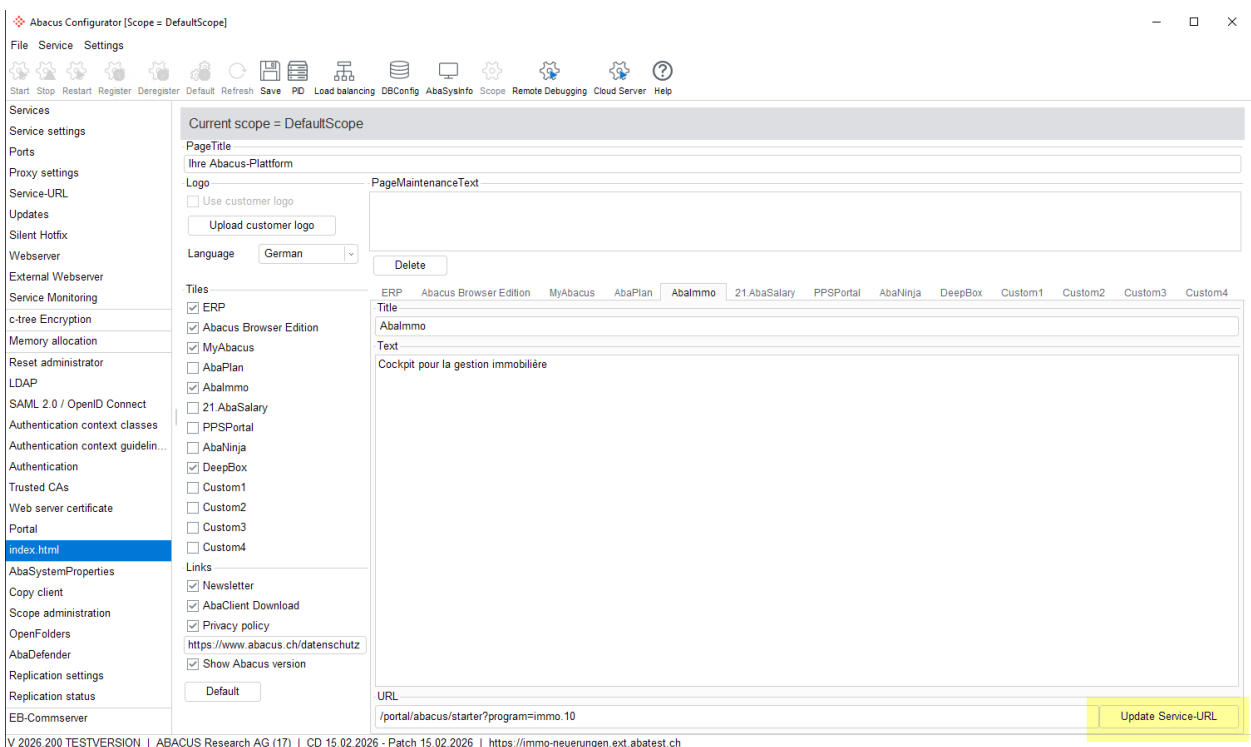 Abacus Configurator [Scope = DefaultScope]
File Service Settings
Start Stop Restart Register Deregister Default Refresh Save PID Load balancing DBConfig AbaSysInfo Scope Remote Debugging Cloud Server Help
Services
Service settings
Ports
Proxy settings
Service-URL
Updates
Silent Hotfix
Webserver
External Webserver
Service Monitoring
c-tree Encryption
Memory allocation
Reset administrator
LDAP
SAML 2.0 / OpenID Connect
Authentication context classes
Authentication context guidelin...
Authentication
Trusted CAs
Web server certificate
Portal
index.html
AbaSystemProperties
Copy client
Scope administration
OpenFolders
AbaDefender
Replication settings
Replication status
EB-Commserver
Current scope = DefaultScope
PageTitle
Ihre Abacus-Plattform
Logo
Use customer logo
Upload customer logo
Language German
PageMaintenanceText
Delete
Tiles
ERP
Abacus Browser Edition
MyAbacus
AbaPlan
AbaImmo
21.AbaSalary
PPSPortal
AbaNinja
DeepBox
Custom1
Custom2
Custom3
Custom4
Links
Newsletter
AbaClient Download
Privacy policy
https://www.abacus.ch/datenschutz
Show Abacus version
Default
ERP Abacus Browser Edition MyAbacus AbaPlan AbaImmo 21.AbaSalary PPSPortal AbaNinja DeepBox Custom1 Custom2 Custom3 Custom4
Title
AbaImmo
Text
Cockpit pour la gestion immobilière
URL
/portal/abacus/starter?program=immo.10
Update Service-URL
V 2026.200 TESTVERSION | ABACUS Research AG (17) | CD 15.02.2026 - Patch 15.02.2026 | https://immo-neuerungen.ext.abatest.ch